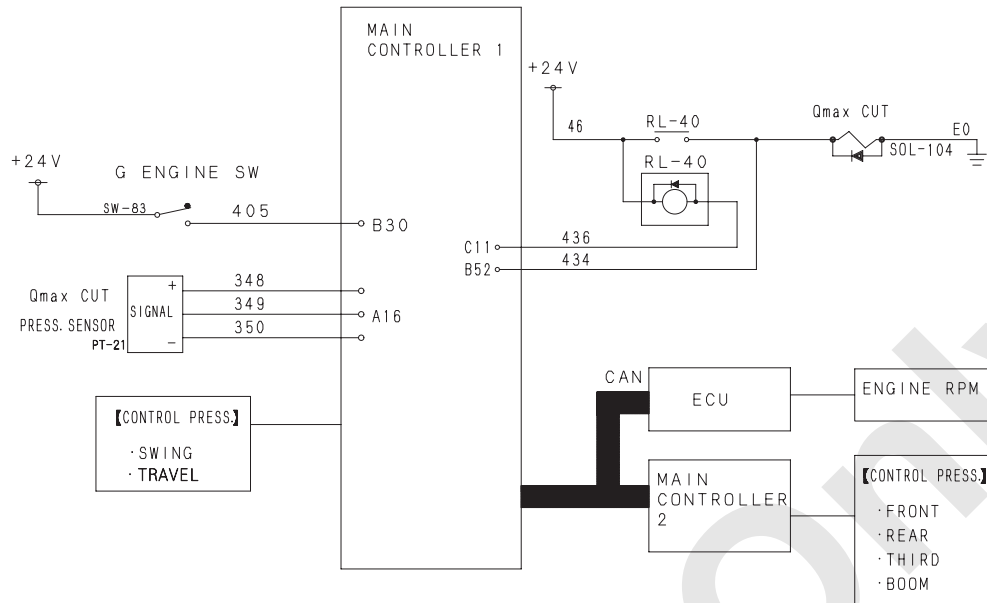 MAIN
CONTROLLER 1
+24V
46
RL-40
Qmax CUT
E0
SOL-104
RL-40
+24V
G ENGINE SW
SW-83
405
B30
C11
436
B52
434
348
Qmax CUT
PRESS. SENSOR
PT-21
+
SIGNAL
-
349
A16
350
CAN
ECU
ENGINE RPM
【CONTROL PRESS.】
·SWING
·TRAVEL
MAIN
CONTROLLER
2
【CONTROL PRESS.】
·FRONT
·REAR
·THIRD
·BOOM